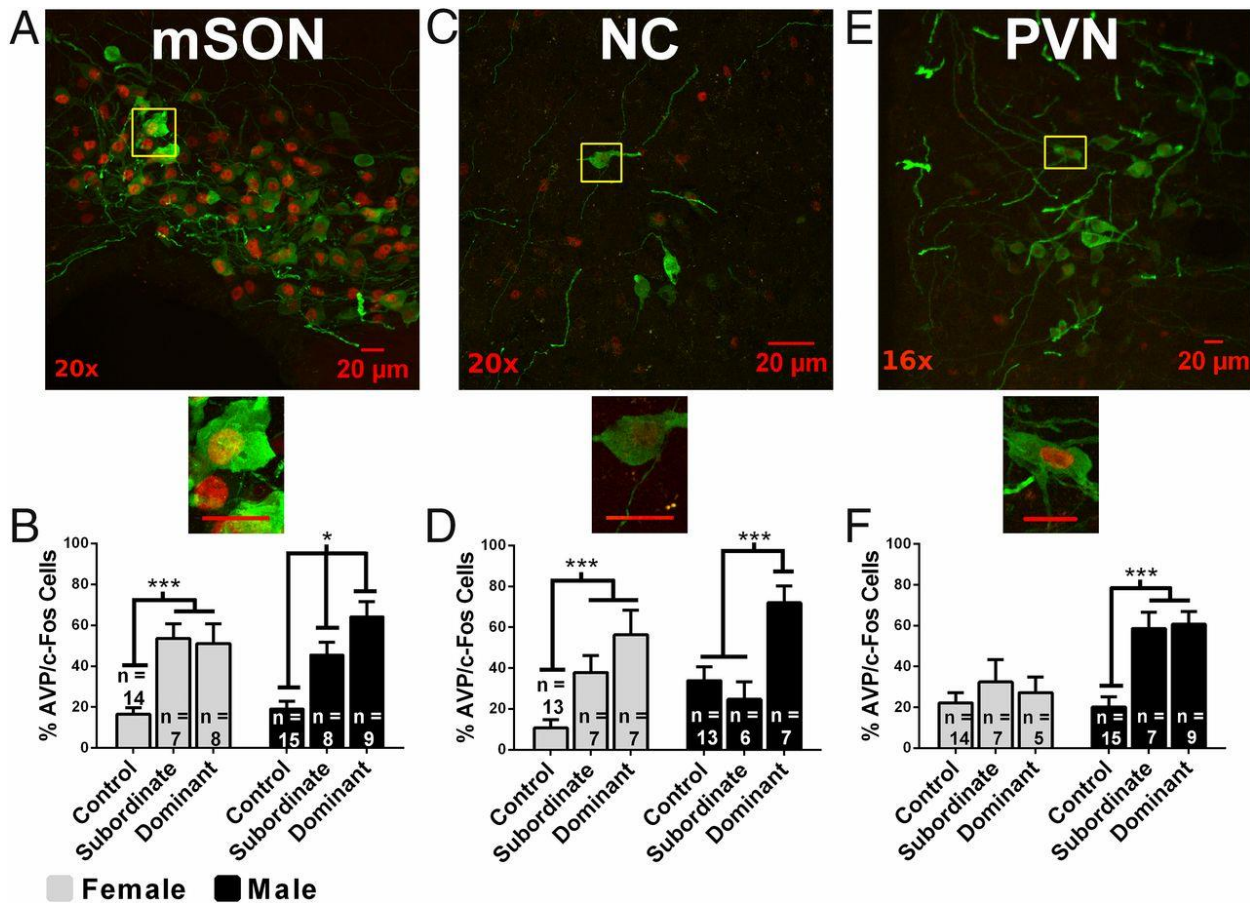 A
mSON
20x
20 µm
C
NC
20x
20 µm
E
PVN
16x
20 µm
B
% AVP/c-Fos Cells
100
80
60
40
20
0
***
*
n =
14
n =
7
n =
8
n =
15
n =
8
n =
9
Control
Subordinate
Dominant
Control
Subordinate
Dominant
D
% AVP/c-Fos Cells
100
80
60
40
20
0
***
***
n =
13
n =
7
n =
7
n =
13
n =
6
n =
7
Control
Subordinate
Dominant
Control
Subordinate
Dominant
F
% AVP/c-Fos Cells
100
80
60
40
20
0
***
n =
14
n =
7
n =
5
n =
15
n =
7
n =
9
Control
Subordinate
Dominant
Control
Subordinate
Dominant
Female
Male